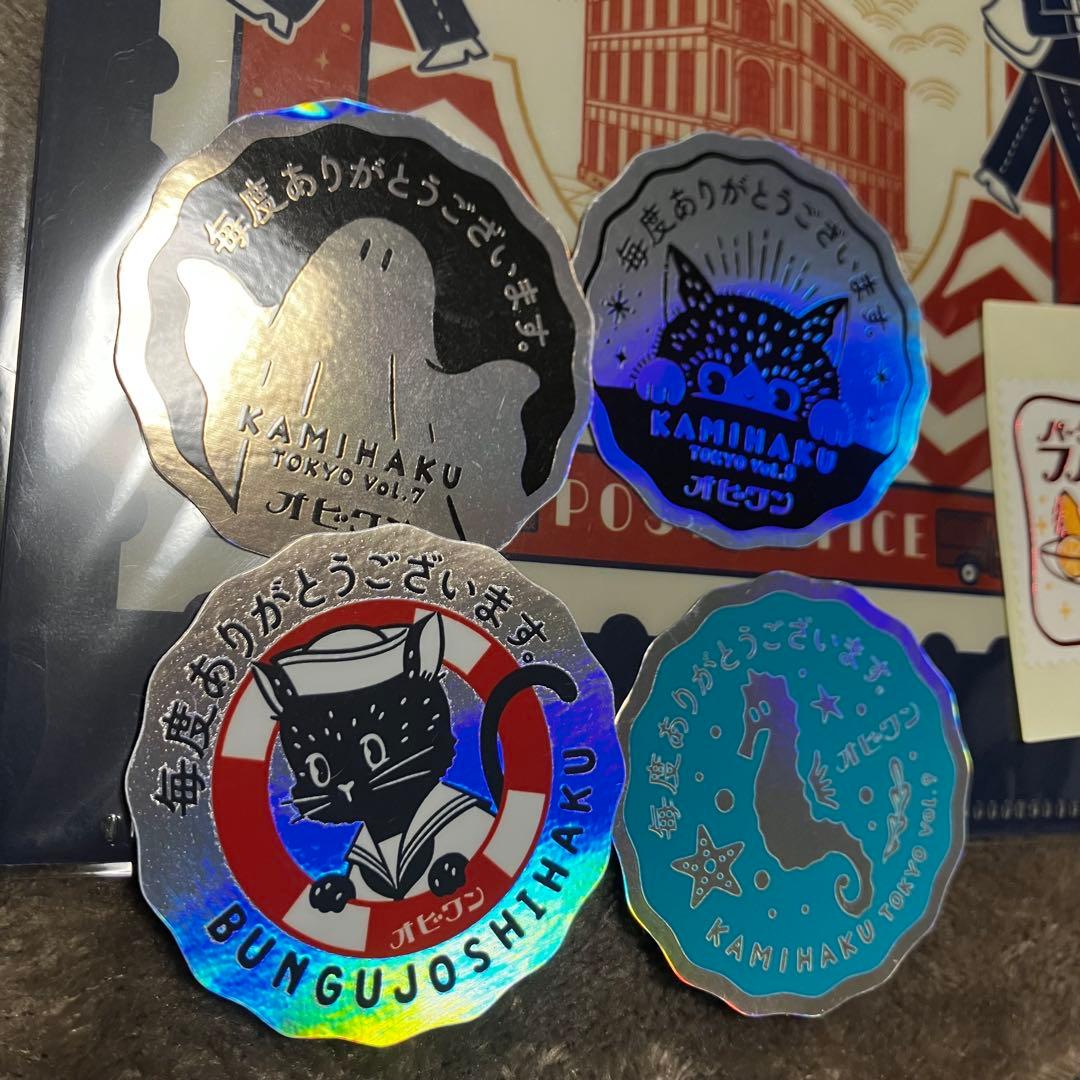 毎度ありがとうございます。
KAMIHAKU
TOKYO VOL.7
オビワン
毎度ありがとうございます。
KAMIHAKU
TOKYO VOL.8
オビワン
POS
ICE
毎度ありがとうございます。
オビワン
BUNGUJOSHIHAKU
毎度ありがとうございます。
オビワン
KAMIHAKU TOKYO VOL.9